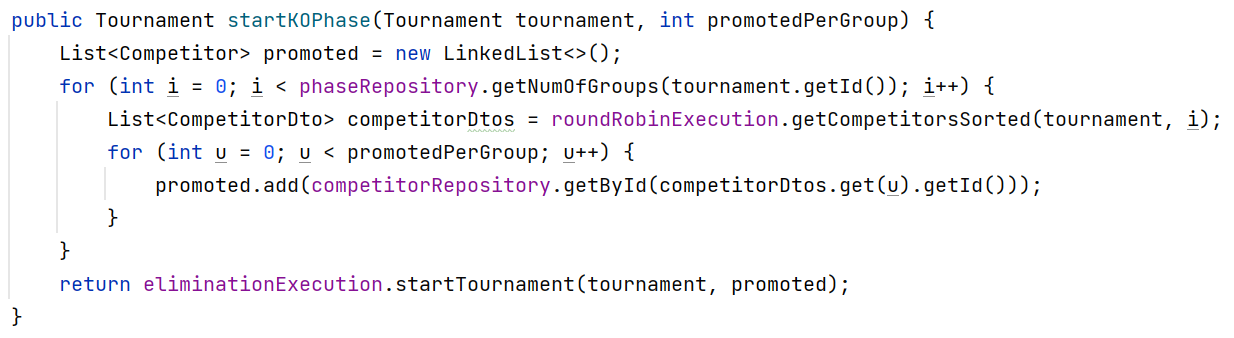 public Tournament startKOPhase(Tournament tournament, int promotedPerGroup) {
    List<Competitor> promoted = new LinkedList<>();
    for (int i = 0; i < phaseRepository.getNumOfGroups(tournament.getId()); i++) {
        List<CompetitorDto> competitorDtos = roundRobinExecution.getCompetitorsSorted(tournament, i);
        for (int u = 0; u < promotedPerGroup; u++) {
            promoted.add(competitorRepository.getById(competitorDtos.get(u).getId()));
        }
    }
    return eliminationExecution.startTournament(tournament, promoted);
}